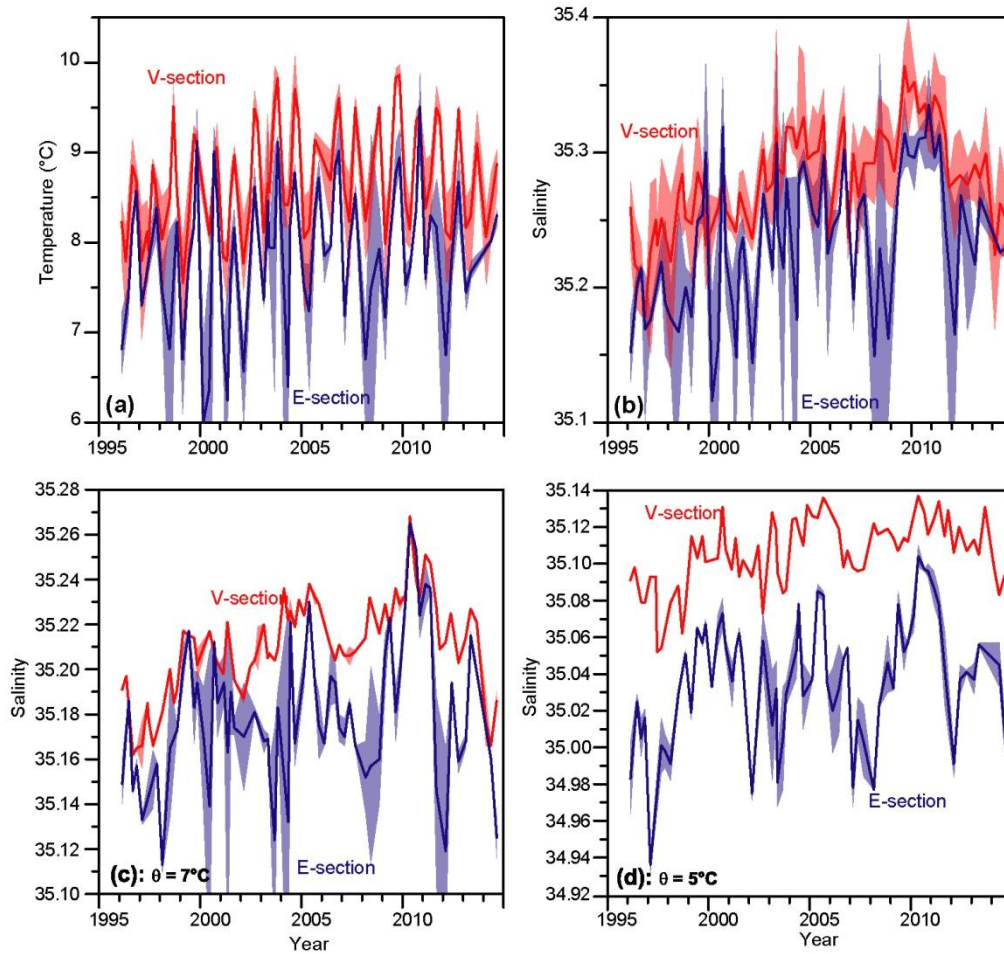 10
9
8
7
6
Temperature (°C)
V-section
E-section
(a)
1995
2000
2005
2010
35.4
35.3
35.2
35.1
Salinity
V-section
E-section
(b)
1995
2000
2005
2010
35.28
35.26
35.24
35.22
35.20
35.18
35.16
35.14
35.12
35.10
Salinity
V-section
E-section
(c): θ = 7°C
1995
2000
2005
2010
Year
35.14
35.12
35.10
35.08
35.06
35.04
35.02
35.00
34.98
34.96
34.94
34.92
Salinity
V-section
E-section
(d): θ = 5°C
1995
2000
2005
2010
Year